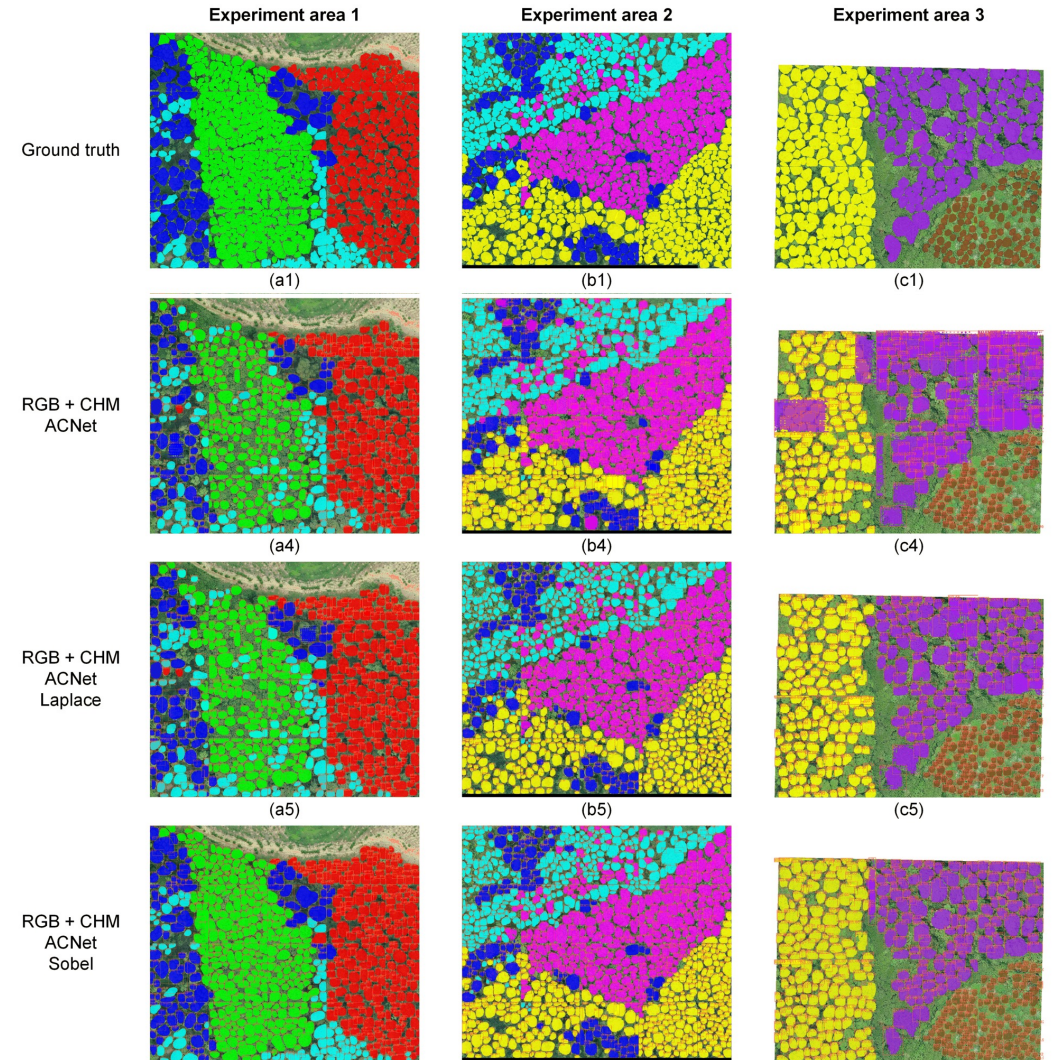 Experiment area 1 Experiment area 2 Experiment area 3
Ground truth
(a1) (b1) (c1)
RGB + CHM
ACNet
(a4) (b4) (c4)
RGB + CHM
ACNet
Laplace
(a5) (b5) (c5)
RGB + CHM
ACNet
Sobel